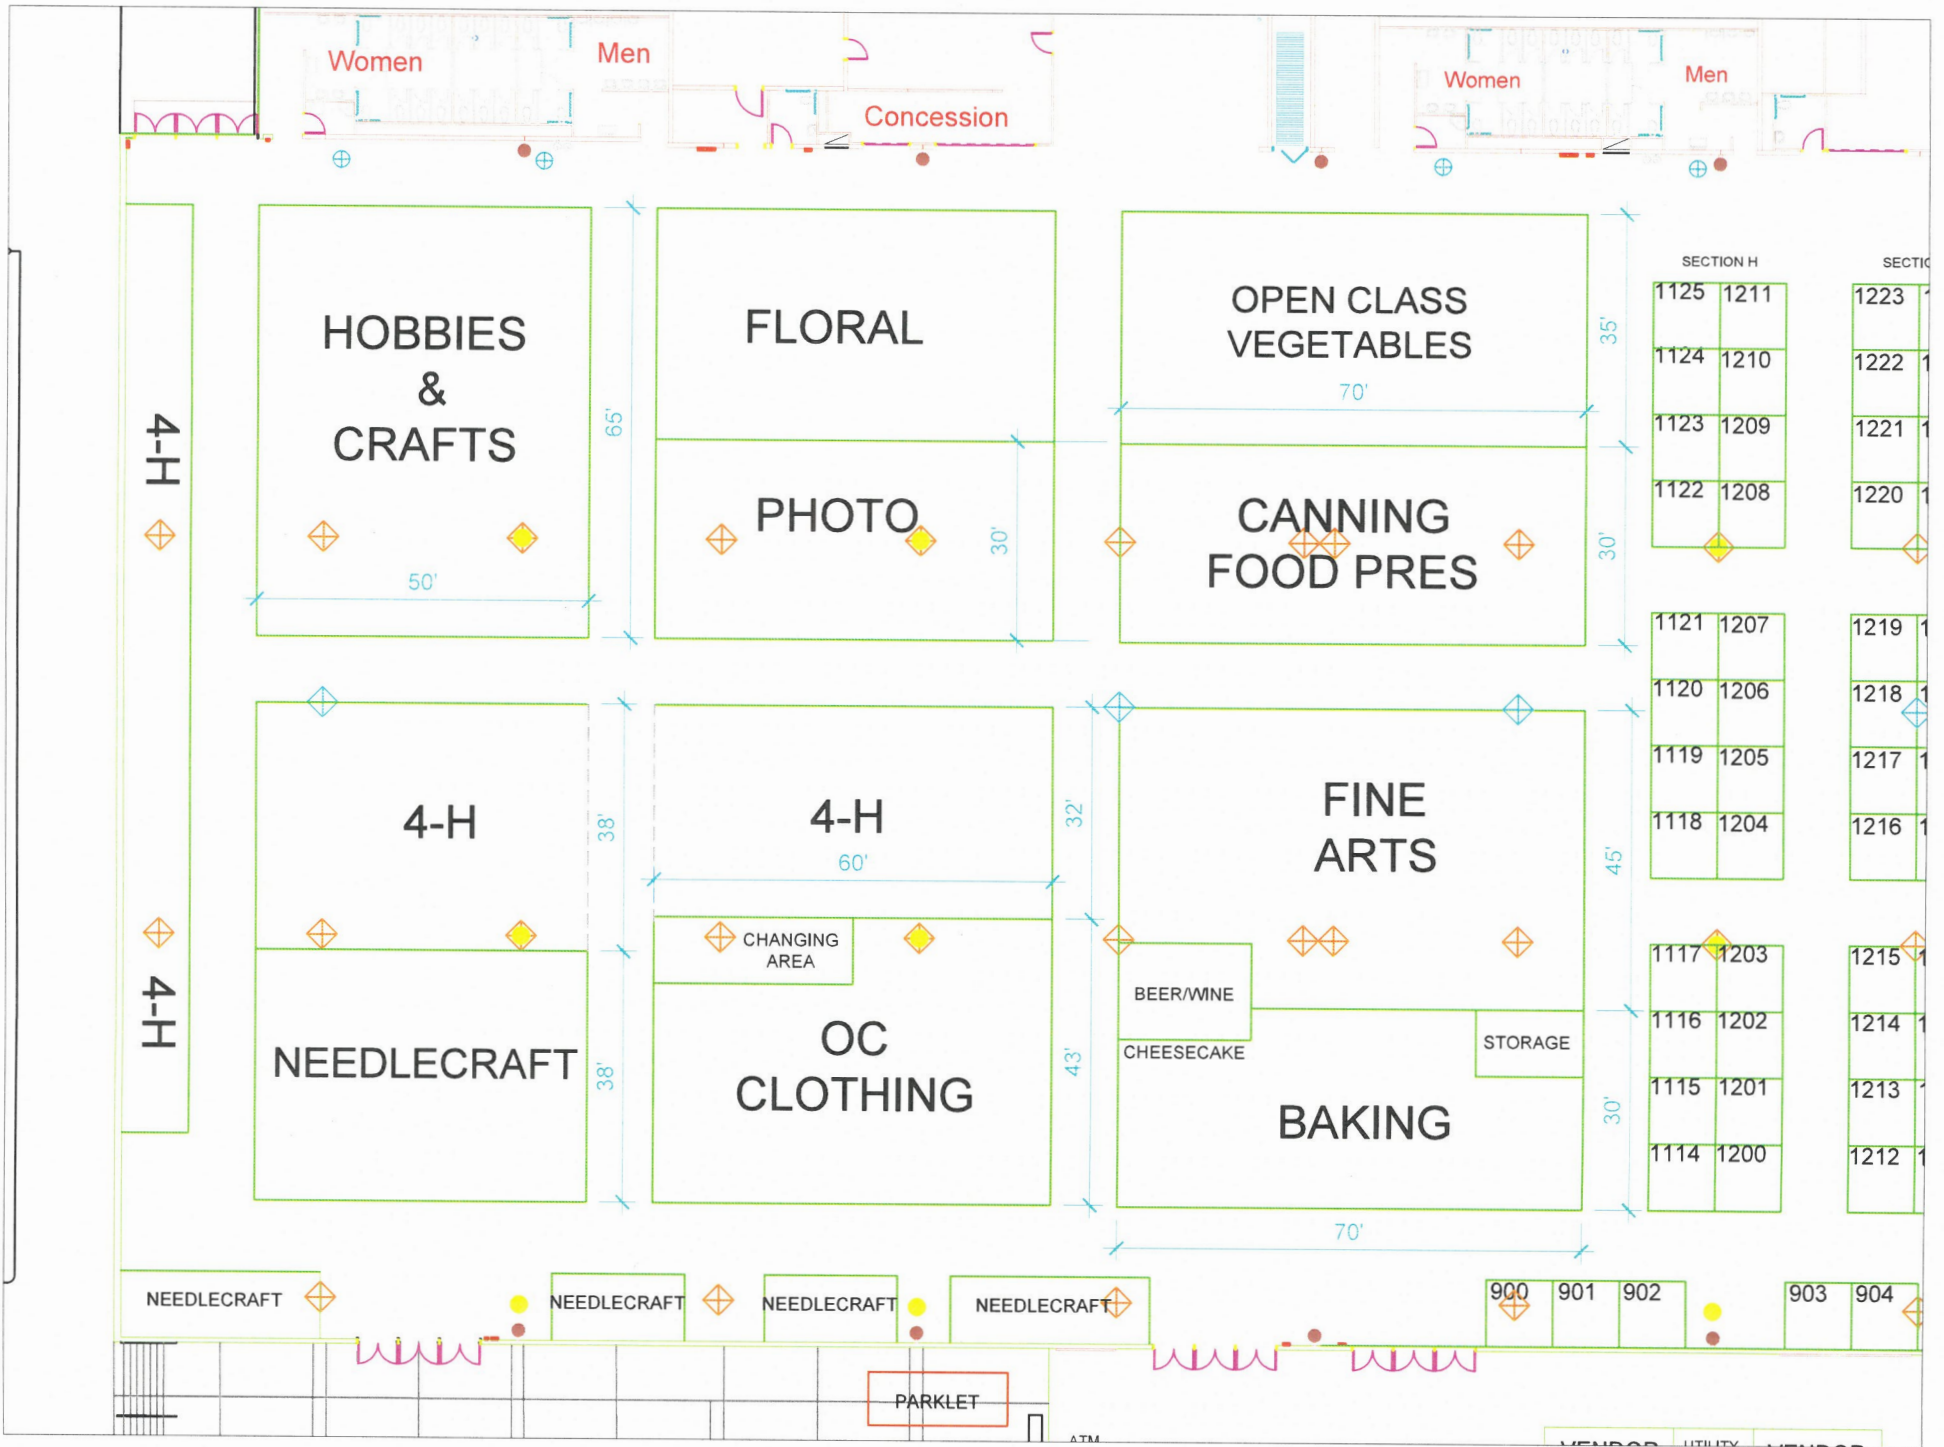 Women
Men
Concession
Women
Men
HOBBIES
&
CRAFTS
50'
65'
FLORAL
PHOTO
30'
OPEN CLASS
VEGETABLES
70'
35'
CANNING
FOOD PRES
30'
4-H
4-H
4-H
38'
NEEDLECRAFT
38'
4-H
60'
32'
CHANGING
AREA
OC
CLOTHING
43'
FINE
ARTS
45'
BEER/WINE
CHEESECAKE
STORAGE
BAKING
30'
70'
SECTION H
1125 1211
1124 1210
1123 1209
1122 1208
1121 1207
1120 1206
1119 1205
1118 1204
1117 1203
1116 1202
1115 1201
1114 1200
1223
1222
1221
1220
1219
1218
1217
1216
1215
1214
1213
1212
NEEDLECRAFT
NEEDLECRAFT
NEEDLECRAFT
NEEDLECRAFT
900 901 902
903 904
PARKLET
ATM
VENDOR UTILITY VENDOR